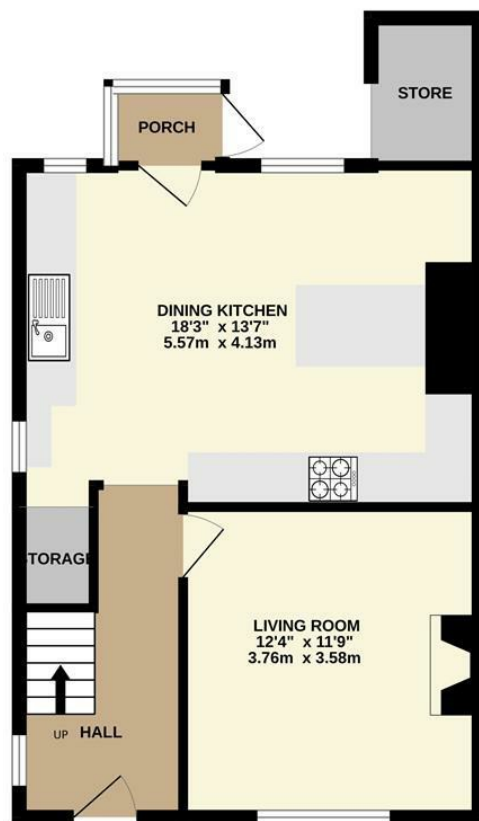 STORE
PORCH
DINING KITCHEN
18'3" x 13'7"
5.57m x 4.13m
STORAGE
LIVING ROOM
12'4" x 11'9"
3.76m x 3.58m
UP HALL